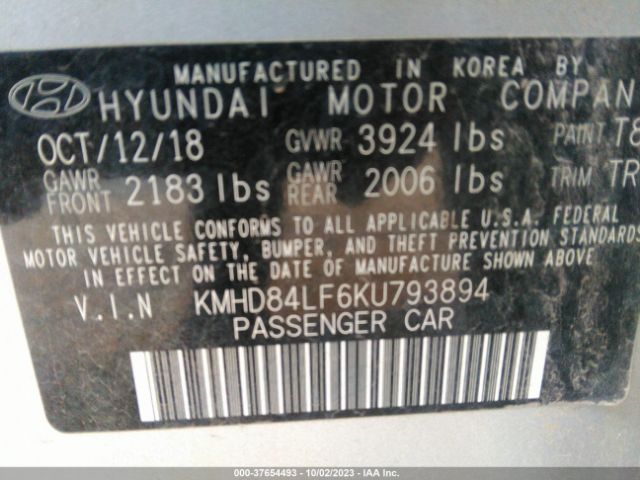 MANUFACTURED IN KOREA BY
HYUNDAI MOTOR COMPAN
OCT/12/18 GVWR 3924 lbs PAINT T8
GAWR FRONT 2183 lbs GAWR REAR 2006 lbs TRIM TR
THIS VEHICLE CONFORMS TO ALL APPLICABLE U.S.A. FEDERAL
MOTOR VEHICLE SAFETY, BUMPER, AND THEFT PREVENTION STANDARDS
IN EFFECT ON THE DATE OF MANUFACTURE SHOWN ABOVE
V.I.N KMHD84LF6KU793894
PASSENGER CAR
000-37654493 - 10/02/2023 - IAA Inc.